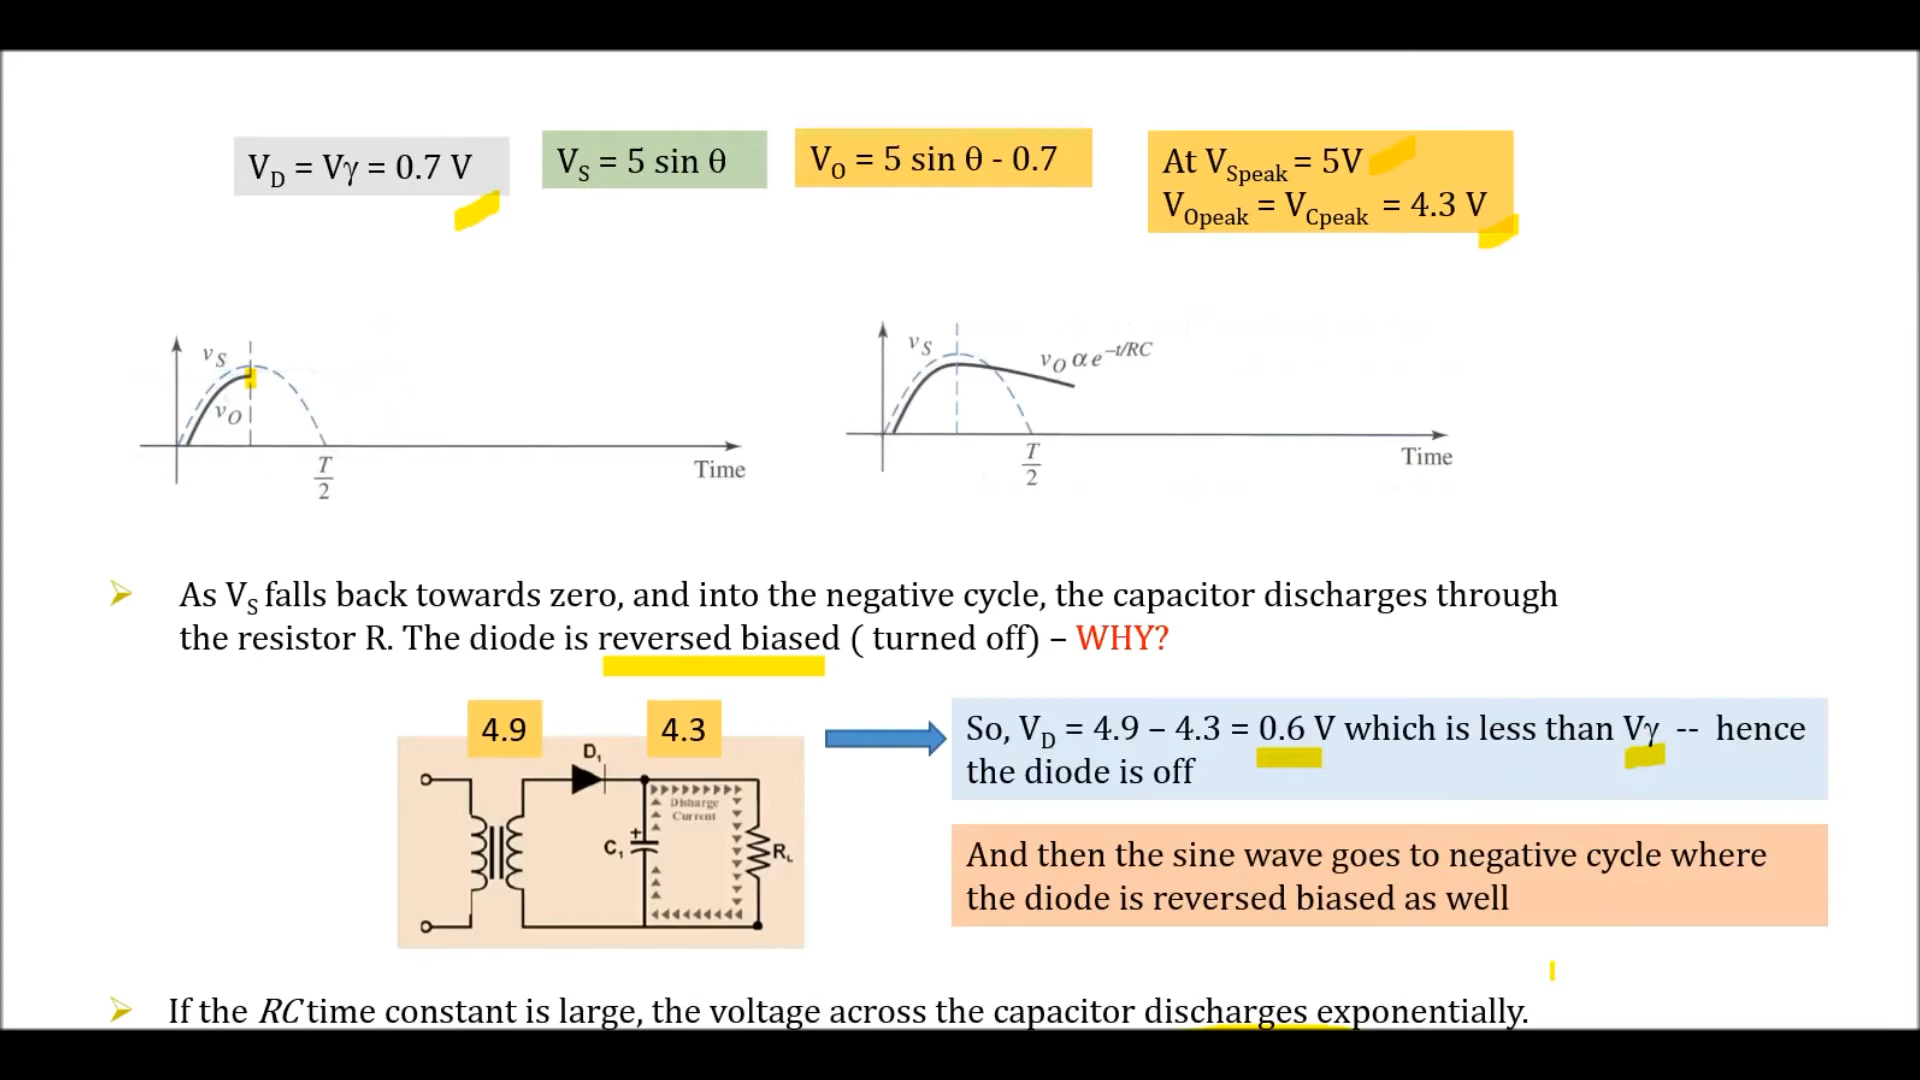 V_D = Vγ = 0.7 V
V_S = 5 sin θ
V_O = 5 sin θ - 0.7
At V_Speak = 5V
V_Opeak = V_Cpeak = 4.3 V
v_S
v_O
T/2
Time
v_S
v_O α e^–t/RC
T/2
Time
As V_S falls back towards zero, and into the negative cycle, the capacitor discharges through
the resistor R. The diode is reversed biased ( turned off) – WHY?
4.9
4.3
D₁
Disharge
Current
+
C₁
R_L
So, V_D = 4.9 – 4.3 = 0.6 V which is less than Vγ -- hence
the diode is off
And then the sine wave goes to negative cycle where
the diode is reversed biased as well
If the RC time constant is large, the voltage across the capacitor discharges exponentially.